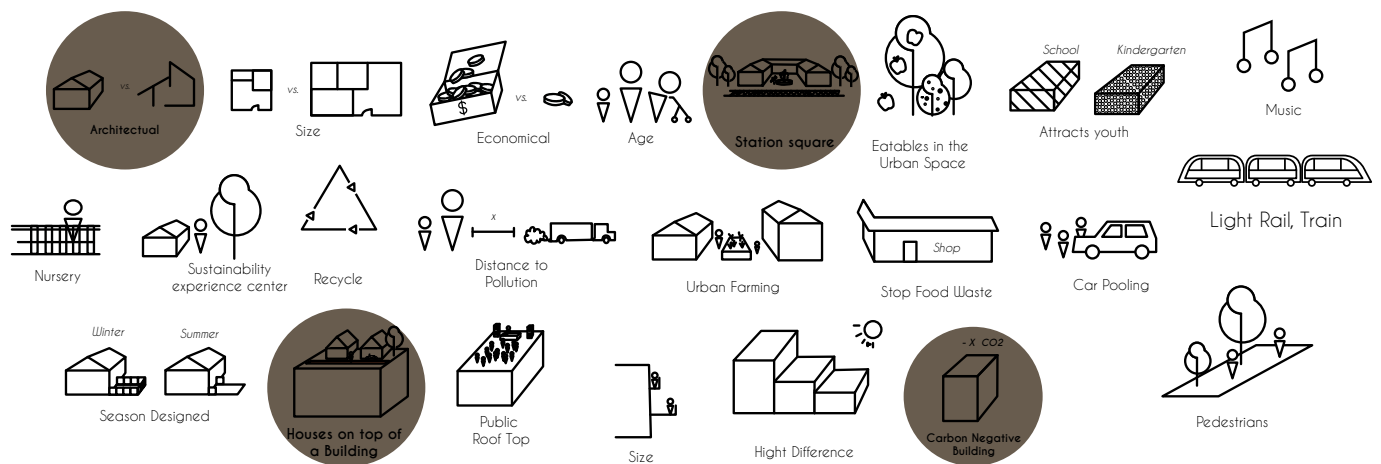 vs.
Architectual
vs.
Size
$
vs.
Economical
Age
Station square
Eatables in the
Urban Space
School
Kindergarten
Attracts youth
Music
Nursery
Sustainability
experience center
Recycle
x
Distance to
Pollution
Urban Farming
Shop
Stop Food Waste
Car Pooling
Light Rail, Train
Winter
Summer
Season Designed
Houses on top of
a Building
Public
Roof Top
Size
Hight Difference
- X CO2
Carbon Negative
Building
Pedestrians